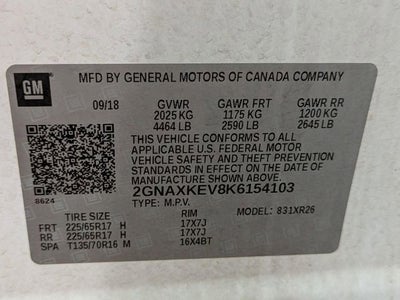 GM
MFD BY GENERAL MOTORS OF CANADA COMPANY
09/18 GVWR GAWR FRT GAWR RR
2025 KG 1175 KG 1200 KG
4464 LB 2590 LB 2645 LB
THIS VEHICLE CONFORMS TO ALL
APPLICABLE U.S. FEDERAL MOTOR
VEHICLE SAFETY AND THEFT PREVENTION
STANDARDS IN EFFECT ON THE DATE OF
MANUFACTURE SHOWN ABOVE.
2GNAXKEV8K6154103
8624
TYPE: M.P.V. MODEL: 831XR26
TIRE SIZE RIM
FRT 225/65R17 H 17X7J
RR 225/65R17 H 17X7J
SPA T135/70R16 M 16X4BT